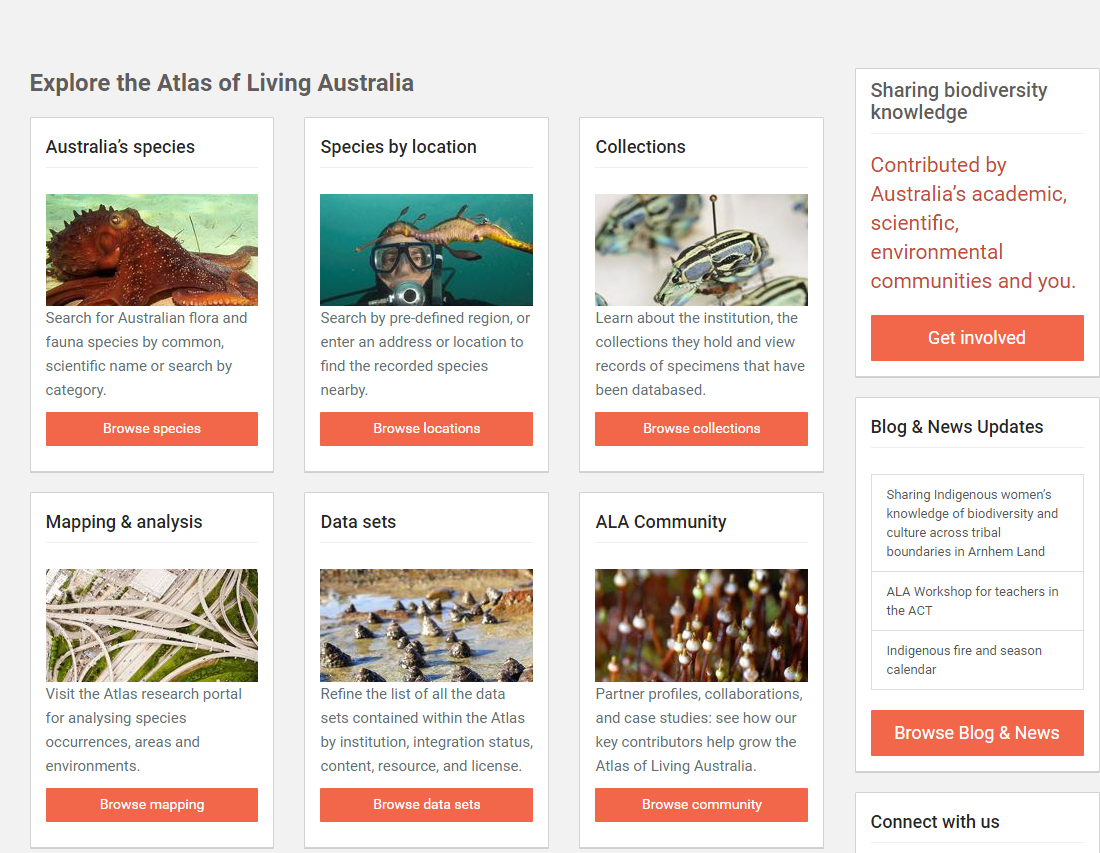 Explore the Atlas of Living Australia
Australia’s species
Search for Australian flora and
fauna species by common,
scientific name or search by
category.
Browse species
Species by location
Search by pre-defined region, or
enter an address or location to
find the recorded species
nearby.
Browse locations
Collections
Learn about the institution, the
collections they hold and view
records of specimens that have
been databased.
Browse collections
Mapping & analysis
Visit the Atlas research portal
for analysing species
occurrences, areas and
environments.
Browse mapping
Data sets
Refine the list of all the data
sets contained within the Atlas
by institution, integration status,
content, resource, and license.
Browse data sets
ALA Community
Partner profiles, collaborations,
and case studies: see how our
key contributors help grow the
Atlas of Living Australia.
Browse community
Sharing biodiversity
knowledge
Contributed by
Australia’s academic,
scientific,
environmental
communities and you.
Get involved
Blog & News Updates
Sharing Indigenous women’s
knowledge of biodiversity and
culture across tribal
boundaries in Arnhem Land
ALA Workshop for teachers in
the ACT
Indigenous fire and season
calendar
Browse Blog & News
Connect with us